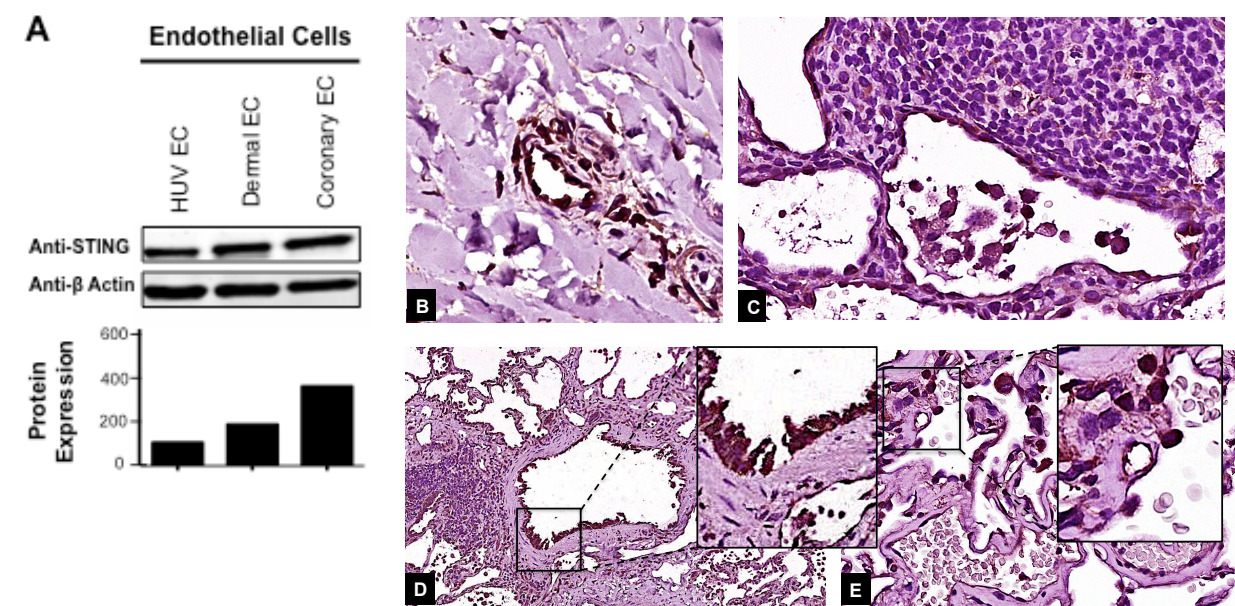 A
Endothelial Cells
HUV EC
Dermal EC
Coronary EC
Anti-STING
Anti-β Actin
Protein
Expression
600
400
200
0
B
C
D
E